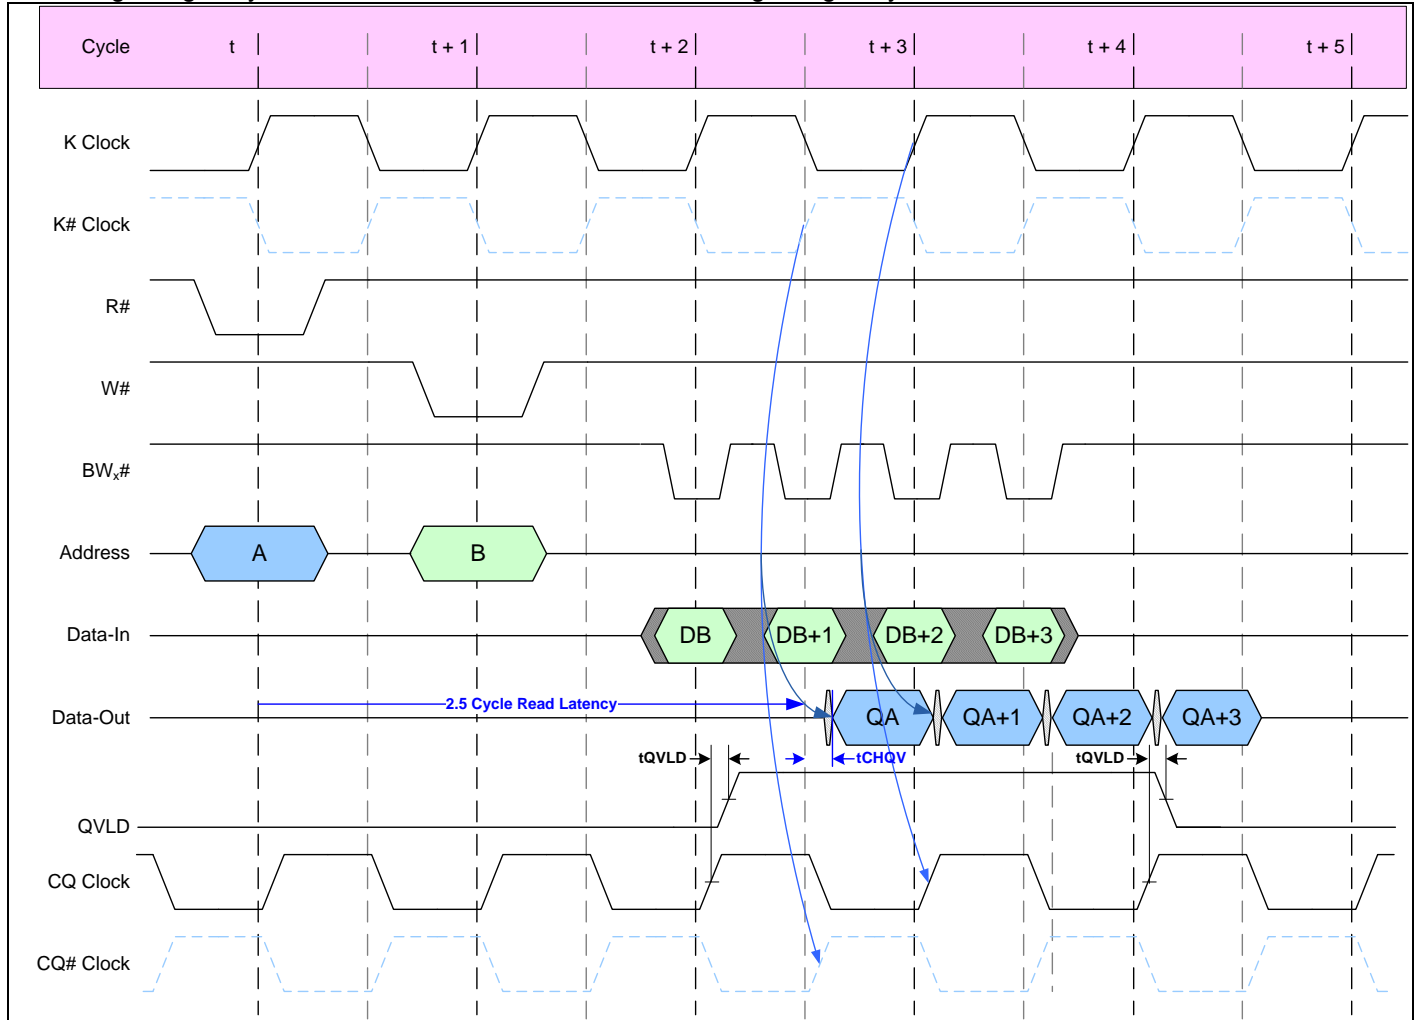 Cycle t t + 1 t + 2 t + 3 t + 4 t + 5
K Clock
K# Clock
R#
W#
BWx#
Address A B
Data-In DB DB+1 DB+2 DB+3
2.5 Cycle Read Latency
Data-Out QA QA+1 QA+2 QA+3
tQVLD tCHQV tQVLD
QVLD
CQ Clock
CQ# Clock